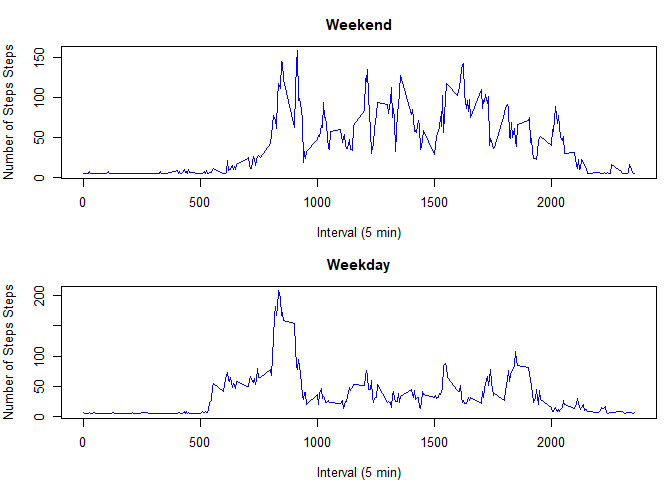 Weekend
Number of Steps Steps
150
100
50
0
0 500 1000 1500 2000
Interval (5 min)
Weekday
Number of Steps Steps
200
100
50
0
0 500 1000 1500 2000
Interval (5 min)